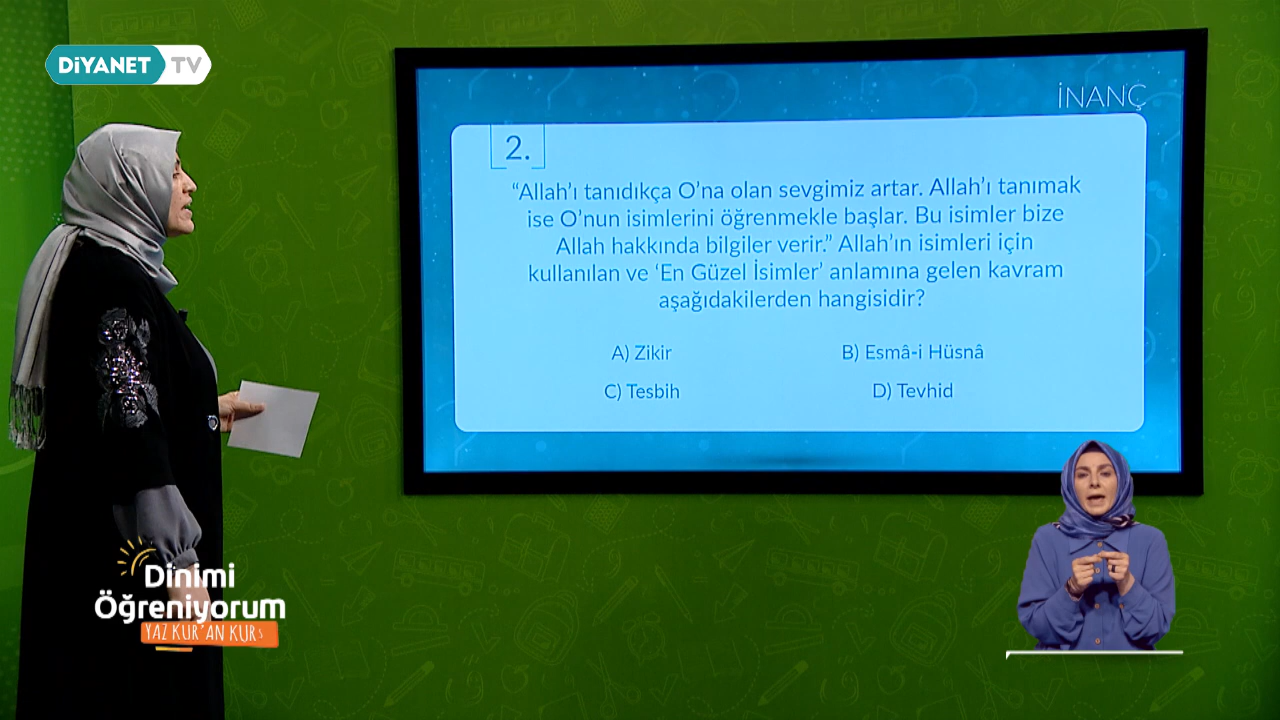 DİYANET TV
İNANÇ
2.
“Allah’ı tanıdıkça O’na olan sevgimiz artar. Allah’ı tanımak
ise O’nun isimlerini öğrenmekle başlar. Bu isimler bize
Allah hakkında bilgiler verir.” Allah’ın isimleri için
kullanılan ve ‘En Güzel İsimler’ anlamına gelen kavram
aşağıdakilerden hangisidir?
A) Zikir
B) Esmâ-i Hüsnâ
C) Tesbih
D) Tevhid
Dinimi
Öğreniyorum
YAZ KUR’AN KURS